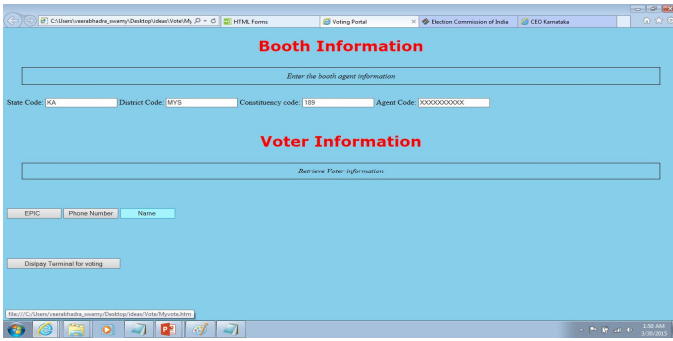 C:\Users\veerabhadra_swamy\Desktop\ideas\Vote\My HTML Forms Voting Portal Election Commission of India CEO Karnataka
Booth Information
Enter the booth agent information
State Code: KA District Code: MYS Constituency code: 189 Agent Code: XXXXXXXXXX
Voter Information
Retrieve Voter information
EPIC Phone Number Name
Disipay Terminal for voting
file:///C:/Users/veerabhadra_swamy/Desktop/ideas/Vote/Myvote.htm
1:50 AM
3/30/2015